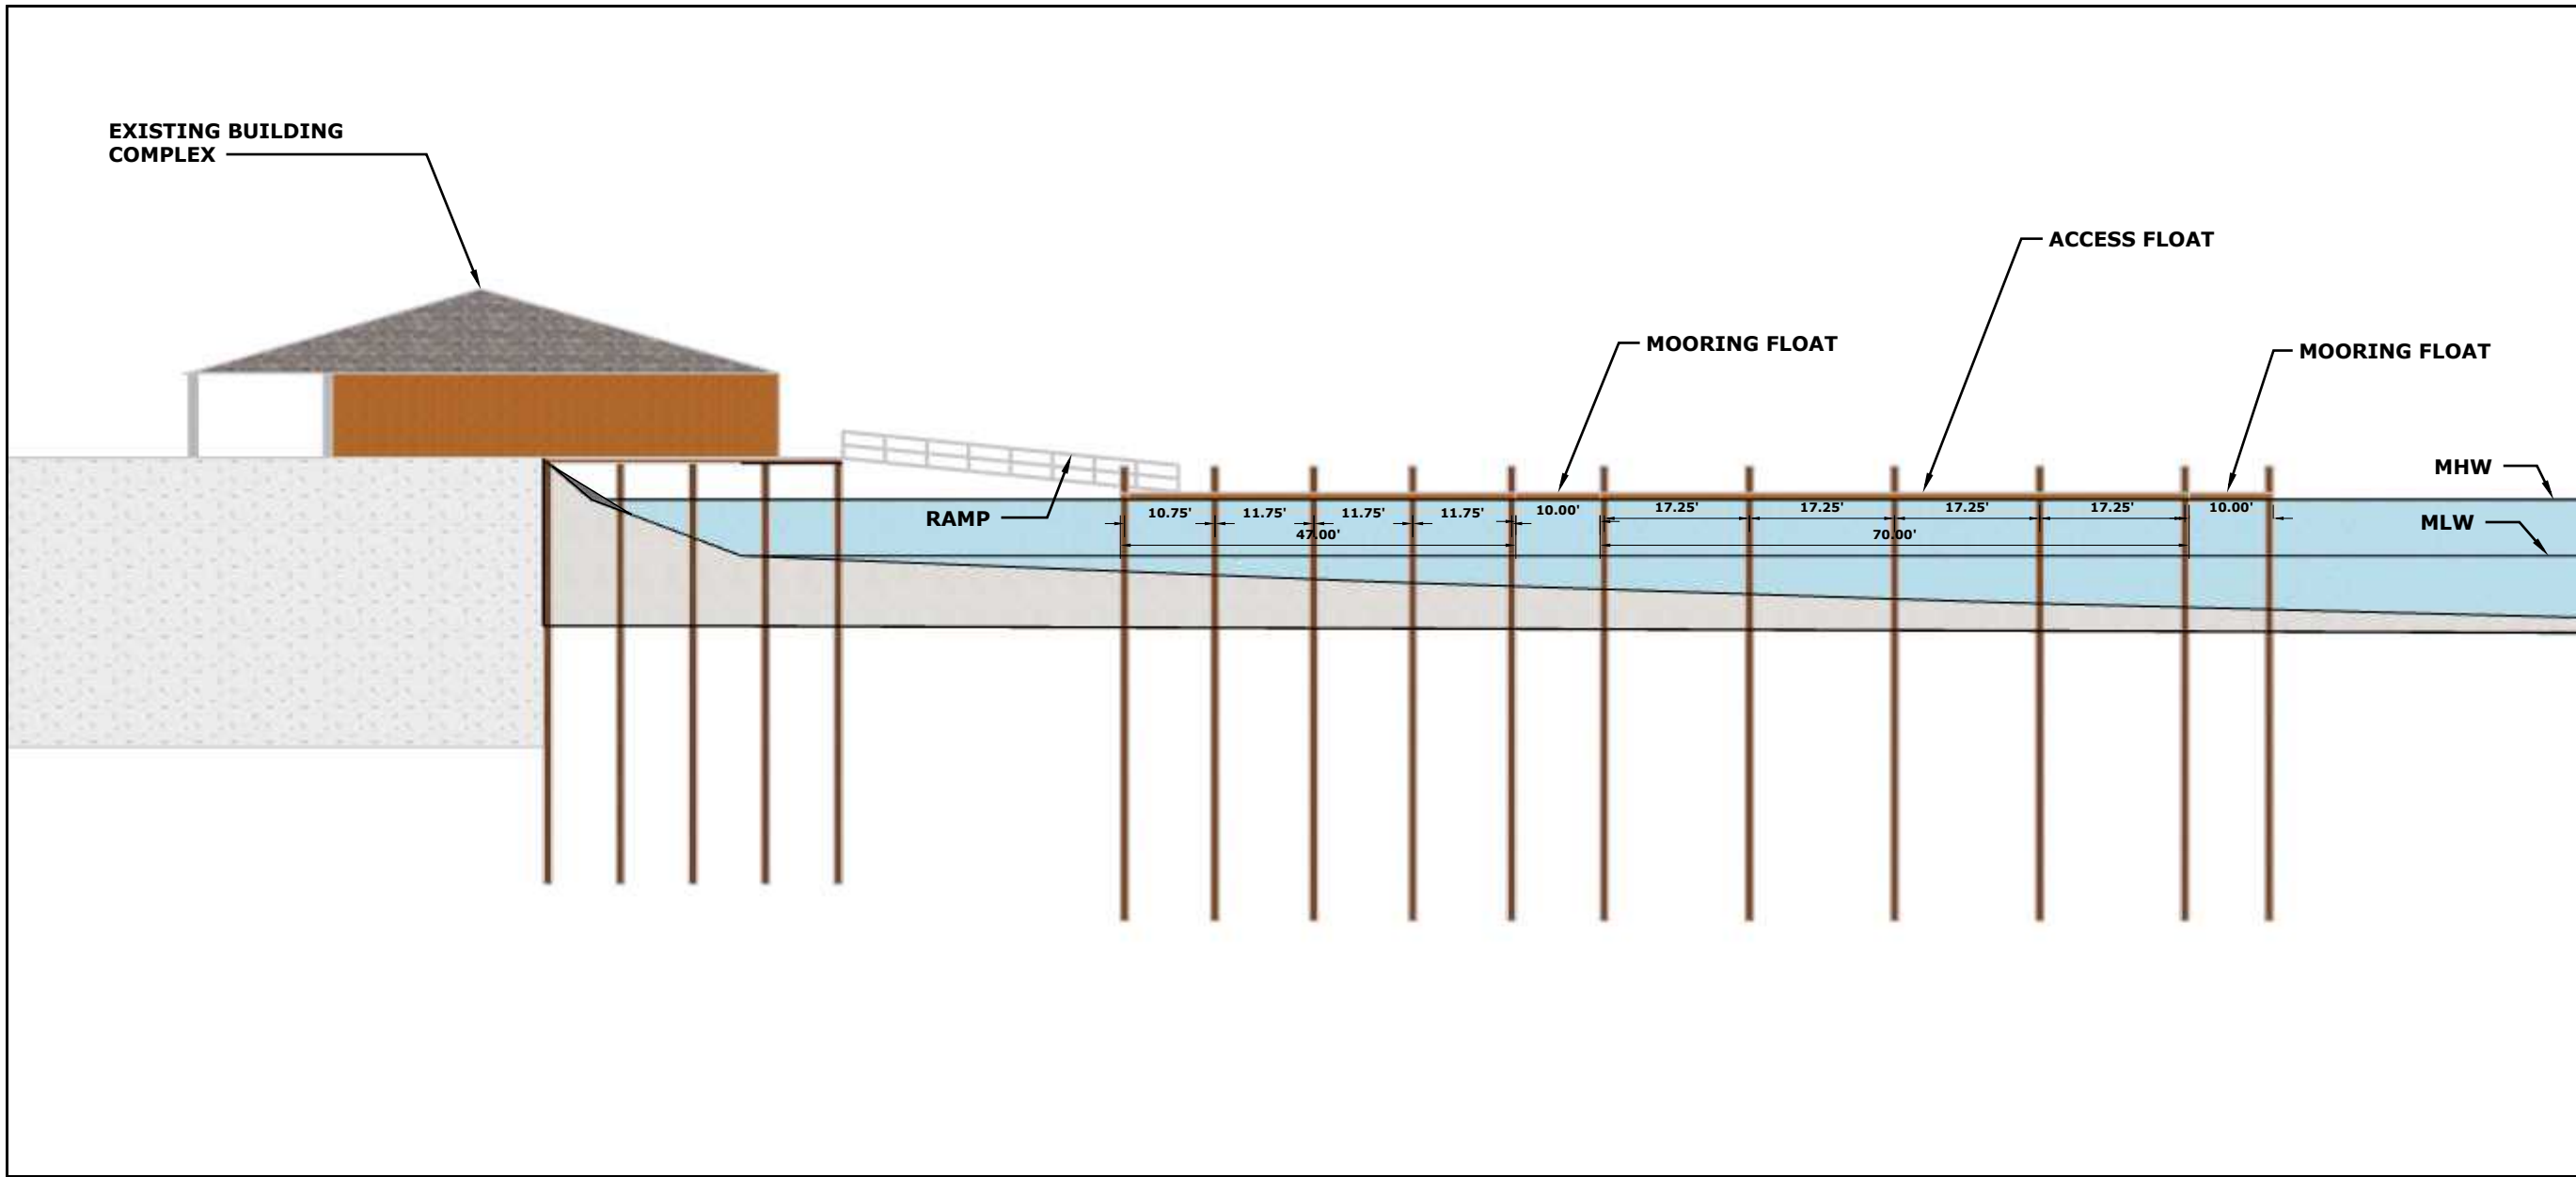 EXISTING BUILDING
COMPLEX
ACCESS FLOAT
MOORING FLOAT
MOORING FLOAT
MHW
RAMP
10.75'
11.75'
11.75'
11.75'
10.00'
17.25'
17.25'
17.25'
17.25'
10.00'
MLW
47.00'
70.00'